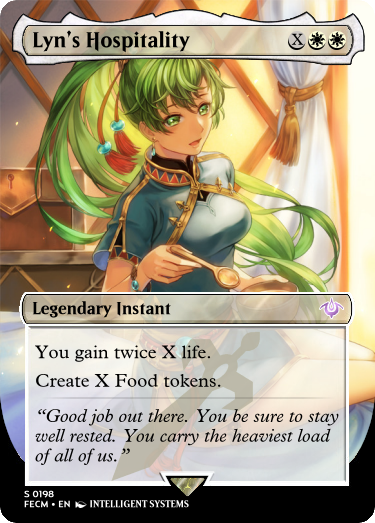 Lyn's Hospitality X
Legendary Instant
You gain twice X life.
Create X Food tokens.
“Good job out there. You be sure to stay
well rested. You carry the heaviest load
of all of us.”
S 0198
FECM • EN INTELLIGENT SYSTEMS